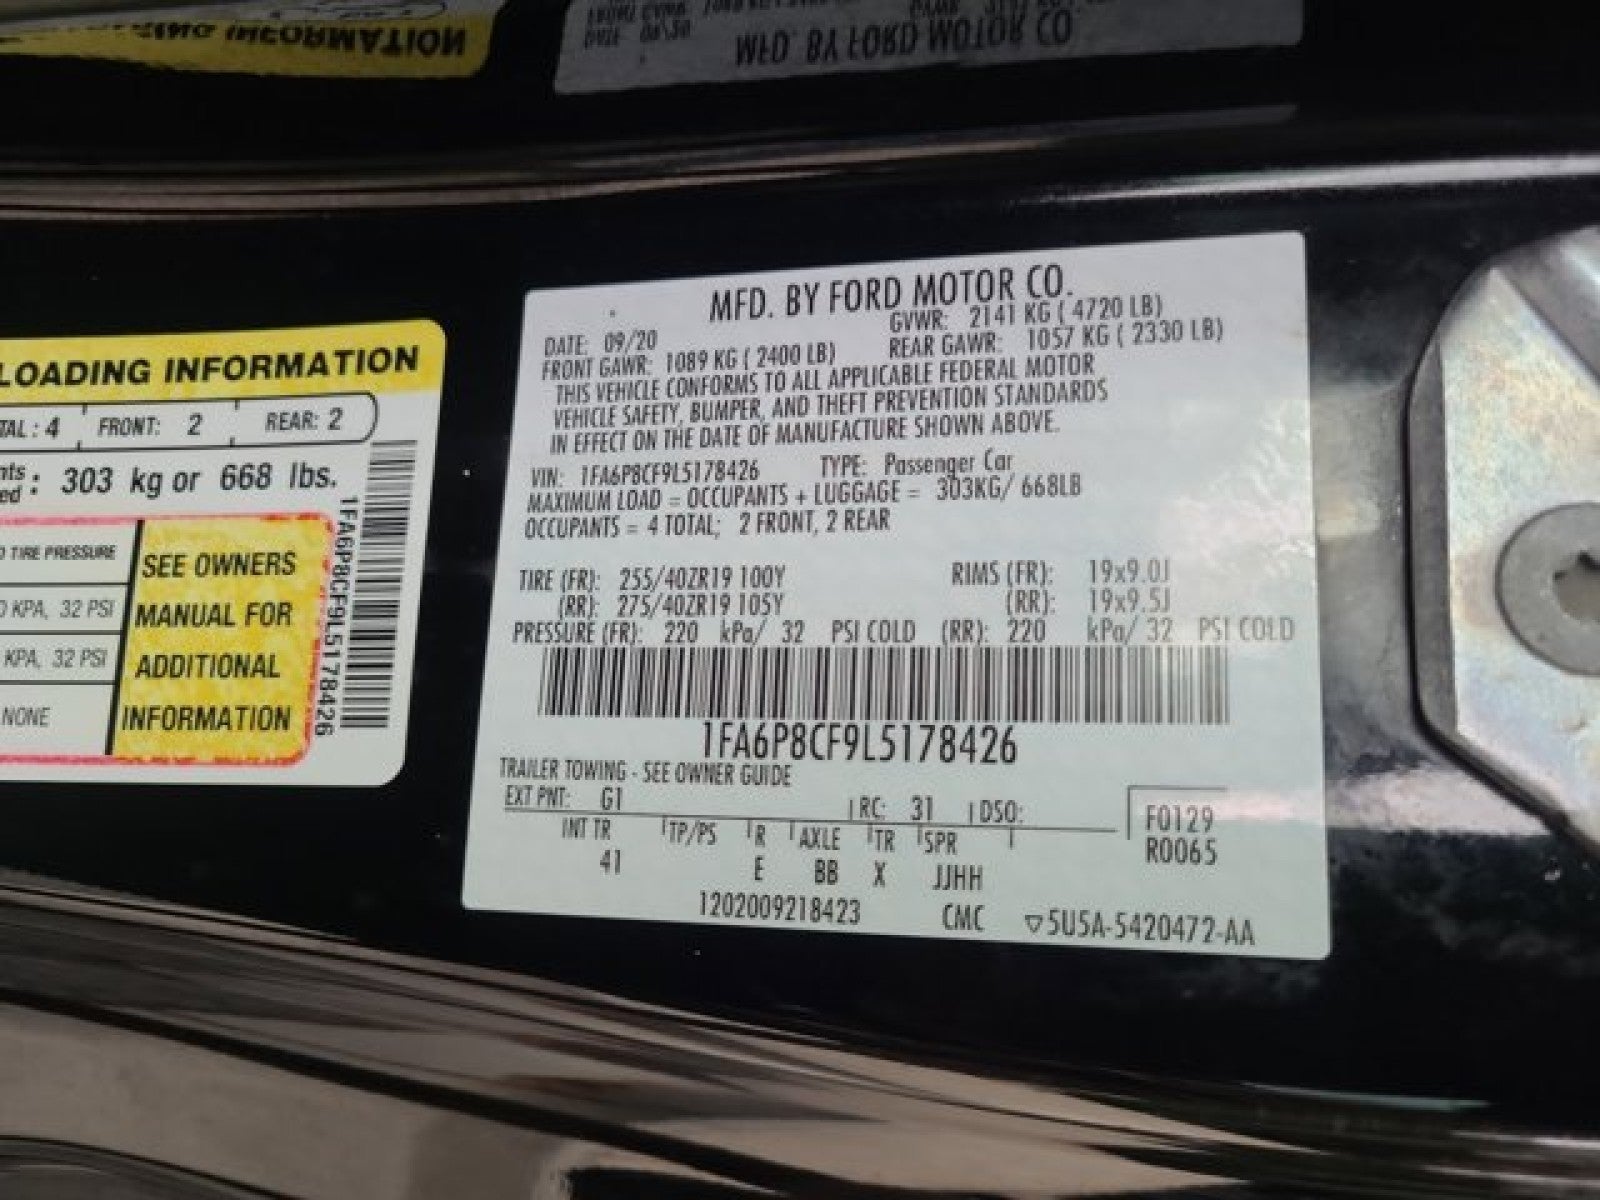 LOADING INFORMATION
MFD. BY FORD MOTOR CO
LOADING INFORMATION
TAL: 4 FRONT: 2 REAR: 2
nts
ed: 303 kg or 668 lbs.
TIRE PRESSURE
0 KPA, 32 PSI
KPA, 32 PSI
NONE
SEE OWNERS
MANUAL FOR
ADDITIONAL
INFORMATION
1FA6P8CF9L5178426
MFD. BY FORD MOTOR CO.
DATE: 09/20 GVWR: 2141 KG ( 4720 LB)
FRONT GAWR: 1089 KG ( 2400 LB) REAR GAWR: 1057 KG ( 2330 LB)
THIS VEHICLE CONFORMS TO ALL APPLICABLE FEDERAL MOTOR
VEHICLE SAFETY, BUMPER, AND THEFT PREVENTION STANDARDS
IN EFFECT ON THE DATE OF MANUFACTURE SHOWN ABOVE.
VIN: 1FA6P8CF9L5178426 TYPE: Passenger Car
MAXIMUM LOAD = OCCUPANTS + LUGGAGE = 303KG/ 668LB
OCCUPANTS = 4 TOTAL; 2 FRONT, 2 REAR
TIRE (FR): 255/40ZR19 100Y RIMS (FR): 19x9.0J
(RR): 275/40ZR19 105Y (RR): 19x9.5J
PRESSURE (FR): 220 kPa/ 32 PSI COLD (RR): 220 kPa/ 32 PSI COLD
1FA6P8CF9L5178426
TRAILER TOWING - SEE OWNER GUIDE
EXT PNT: G1 RC: 31 DSO:
INT TR TP/PS R AXLE TR SPR
41 E BB X JJHH
F0129
R0065
1202009218423 CMC ▽5U5A-5420472-AA